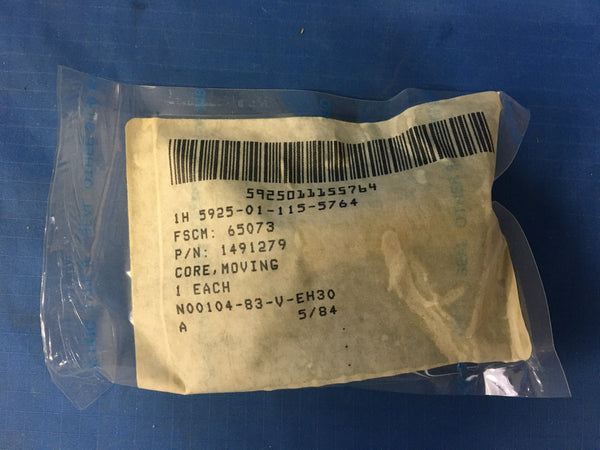 5925011155764
1H 5925-01-115-5764
FSCM: 65073
P/N: 1491279
CORE,MOVING
1 EACH
N00104-83-V-EH30
A 5/84